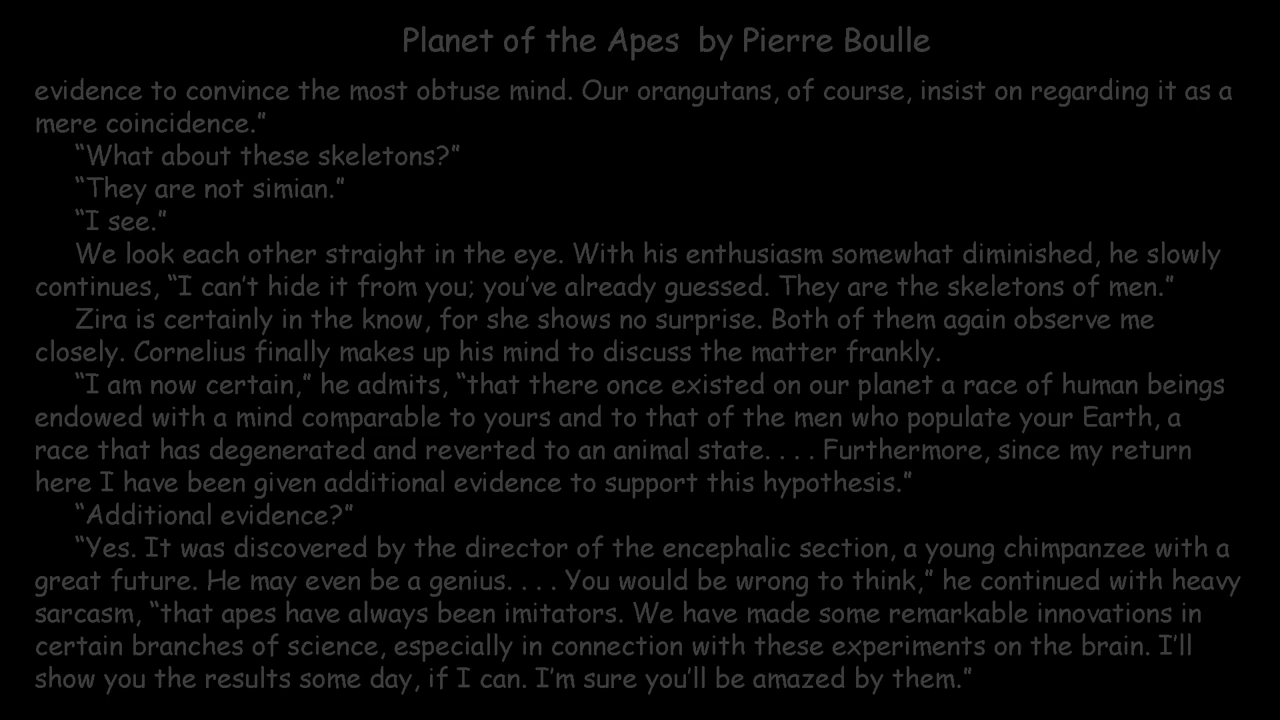 Planet of the Apes  by Pierre Boulle
evidence to convince the most obtuse mind. Our orangutans, of course, insist on regarding it as a
mere coincidence.”
“What about these skeletons?”
“They are not simian.”
“I see.”
We look each other straight in the eye. With his enthusiasm somewhat diminished, he slowly
continues, “I can’t hide it from you; you’ve already guessed. They are the skeletons of men.”
Zira is certainly in the know, for she shows no surprise. Both of them again observe me
closely. Cornelius finally makes up his mind to discuss the matter frankly.
“I am now certain,” he admits, “that there once existed on our planet a race of human beings
endowed with a mind comparable to yours and to that of the men who populate your Earth, a
race that has degenerated and reverted to an animal state. . . . Furthermore, since my return
here I have been given additional evidence to support this hypothesis.”
“Additional evidence?”
“Yes. It was discovered by the director of the encephalic section, a young chimpanzee with a
great future. He may even be a genius. . . . You would be wrong to think,” he continued with heavy
sarcasm, “that apes have always been imitators. We have made some remarkable innovations in
certain branches of science, especially in connection with these experiments on the brain. I’ll
show you the results some day, if I can. I’m sure you’ll be amazed by them.”